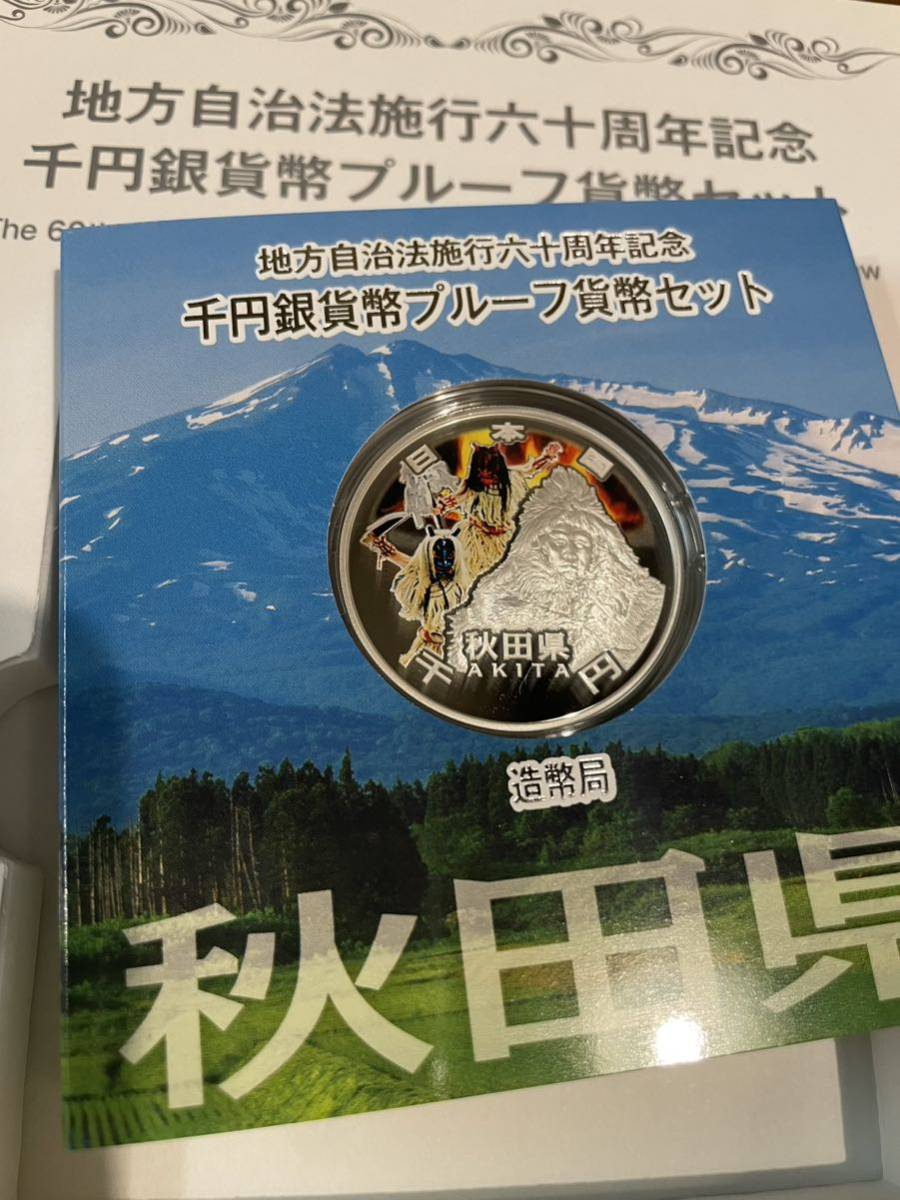 地方自治法施行六十周年記念
千円銀貨幣プルーフ貨幣セット
The 60th
地方自治法施行六十周年記念
千円銀貨幣プルーフ貨幣セット
日本国
秋田県
AKITA
千円
造幣局
秋田県